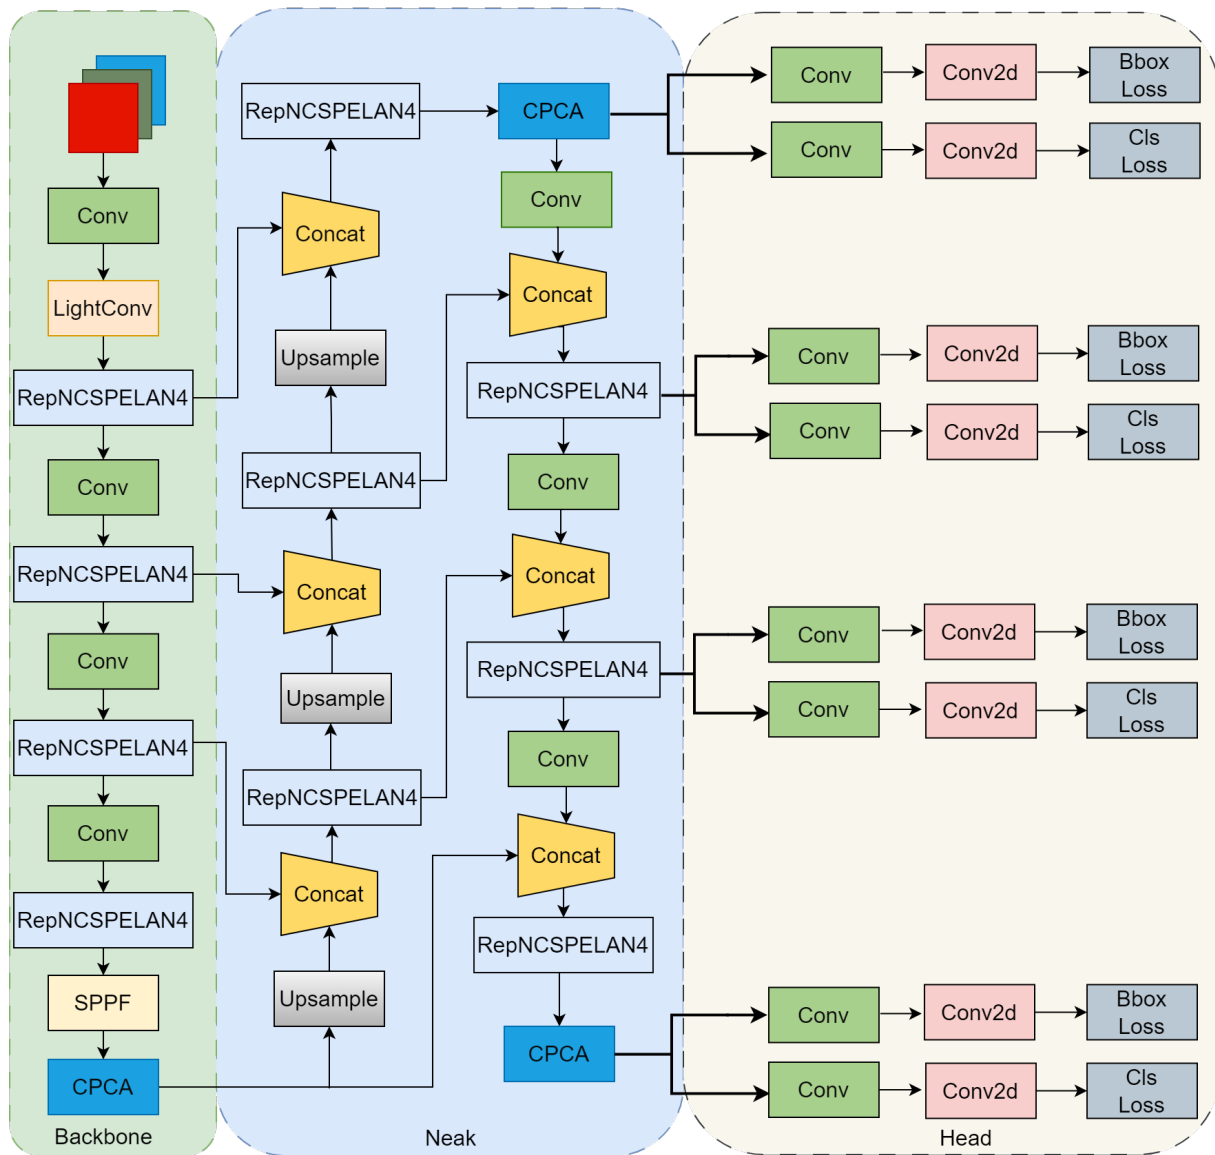 Conv
LightConv
RepNCSPELAN4
Conv
RepNCSPELAN4
Conv
RepNCSPELAN4
Conv
RepNCSPELAN4
SPPF
CPCA
Backbone
RepNCSPELAN4
Concat
Upsample
RepNCSPELAN4
Concat
Upsample
RepNCSPELAN4
Concat
Upsample
CPCA
Conv
Concat
RepNCSPELAN4
Conv
Concat
RepNCSPELAN4
Conv
Concat
RepNCSPELAN4
CPCA
Neak
Conv
Conv2d
Bbox
Loss
Conv
Conv2d
Cls
Loss
Conv
Conv2d
Bbox
Loss
Conv
Conv2d
Cls
Loss
Conv
Conv2d
Bbox
Loss
Conv
Conv2d
Cls
Loss
Conv
Conv2d
Bbox
Loss
Conv
Conv2d
Cls
Loss
Head